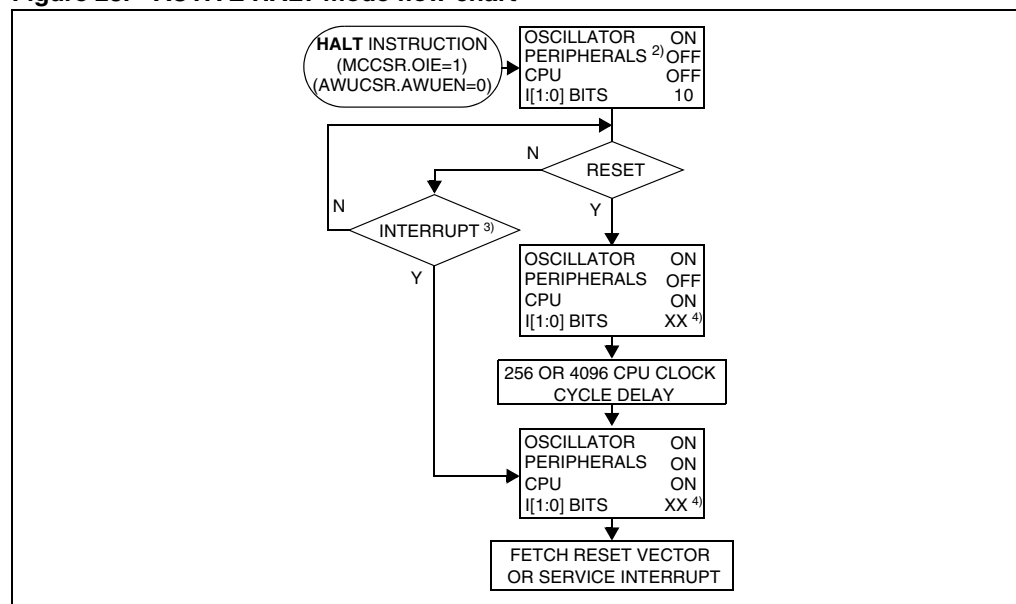 Figure 28. ACTIVE HALT mode flow chart
HALT INSTRUCTION
(MCCSR.OIE=1)
(AWUCSR.AWUEN=0)
OSCILLATOR ON
PERIPHERALS 2) OFF
CPU OFF
I[1:0] BITS 10
N
RESET
Y
N
INTERRUPT 3)
Y
OSCILLATOR ON
PERIPHERALS OFF
CPU ON
I[1:0] BITS XX 4)
256 OR 4096 CPU CLOCK
CYCLE DELAY
OSCILLATOR ON
PERIPHERALS ON
CPU ON
I[1:0] BITS XX 4)
FETCH RESET VECTOR
OR SERVICE INTERRUPT